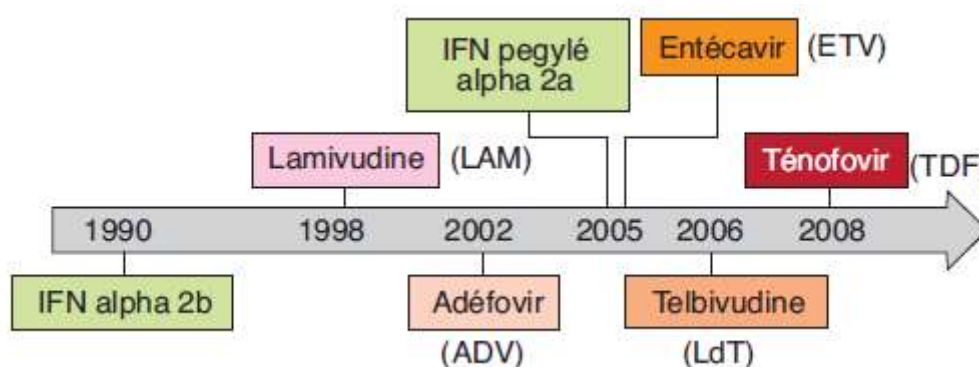 IFN pegylé
alpha 2a
Entécavir (ETV)
Lamivudine (LAM)
Ténofovir (TDF
1990 1998 2002 2005 2006 2008
IFN alpha 2b
Adéfovir
(ADV)
Telbivudine
(LdT)